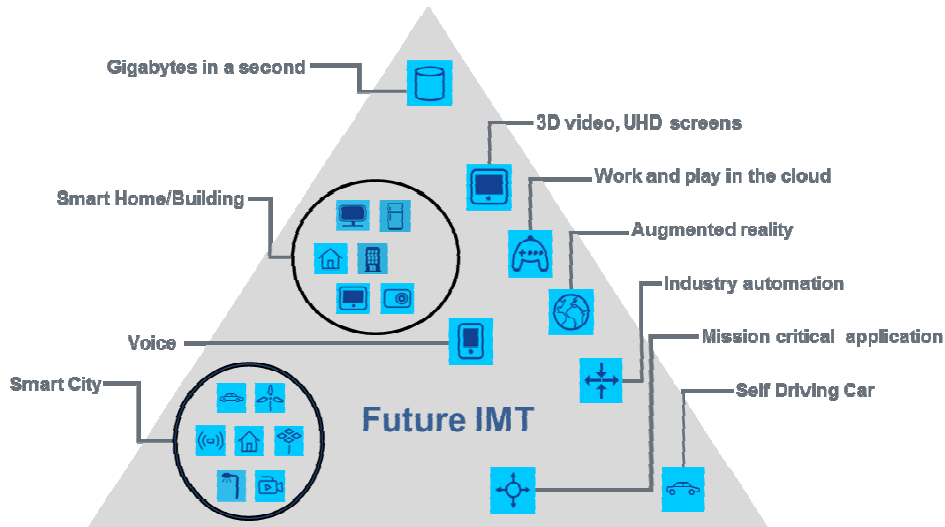 Gigabytes in a second
3D video, UHD screens
Work and play in the cloud
Smart Home/Building
Augmented reality
Industry automation
Mission critical application
Voice
Smart City
Self Driving Car
Future IMT